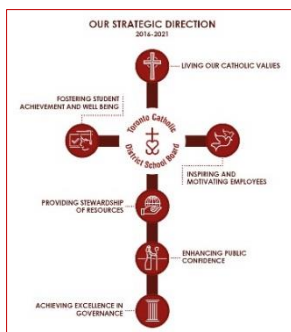 OUR STRATEGIC DIRECTION
2016-2021
LIVING OUR CATHOLIC VALUES
FOSTERING STUDENT
ACHIEVEMENT AND WELL BEING
Toronto Catholic
District School Board
INSPIRING AND
MOTIVATING EMPLOYEES
PROVIDING STEWARDSHIP
OF RESOURCES
ENHANCING PUBLIC
CONFIDENCE
ACHIEVING EXCELLENCE IN
GOVERNANCE